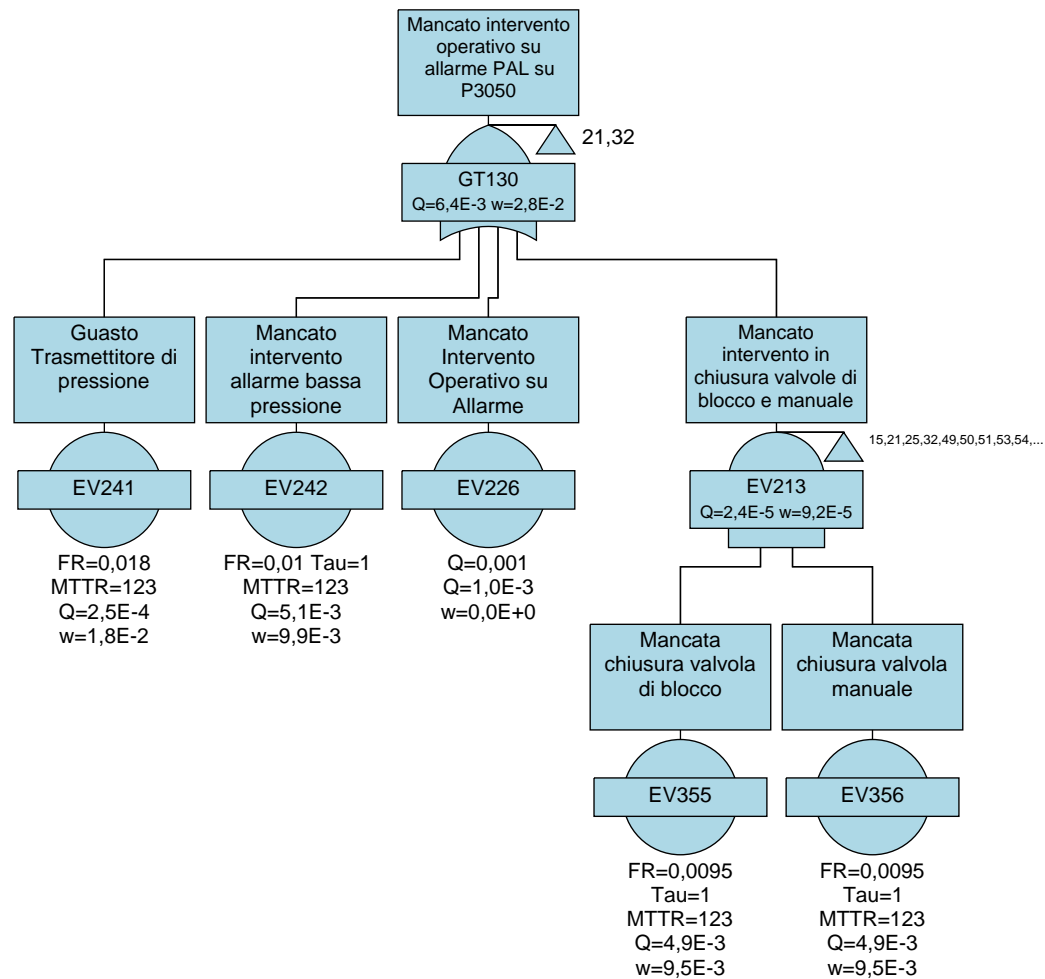 Mancato intervento
operativo su
allarme PAL su
P3050
21,32
GT130
Q=6,4E-3 w=2,8E-2
Guasto
Trasmettitore di
pressione
Mancato
intervento
allarme bassa
pressione
Mancato
Intervento
Operativo su
Allarme
Mancato
intervento in
chiusura valvole di
blocco e manuale
15,21,25,32,49,50,51,53,54,...
EV241
FR=0,018
MTTR=123
Q=2,5E-4
w=1,8E-2
EV242
FR=0,01 Tau=1
MTTR=123
Q=5,1E-3
w=9,9E-3
EV226
Q=0,001
Q=1,0E-3
w=0,0E+0
EV213
Q=2,4E-5 w=9,2E-5
Mancata
chiusura valvola
di blocco
Mancata
chiusura valvola
manuale
EV355
FR=0,0095
Tau=1
MTTR=123
Q=4,9E-3
w=9,5E-3
EV356
FR=0,0095
Tau=1
MTTR=123
Q=4,9E-3
w=9,5E-3